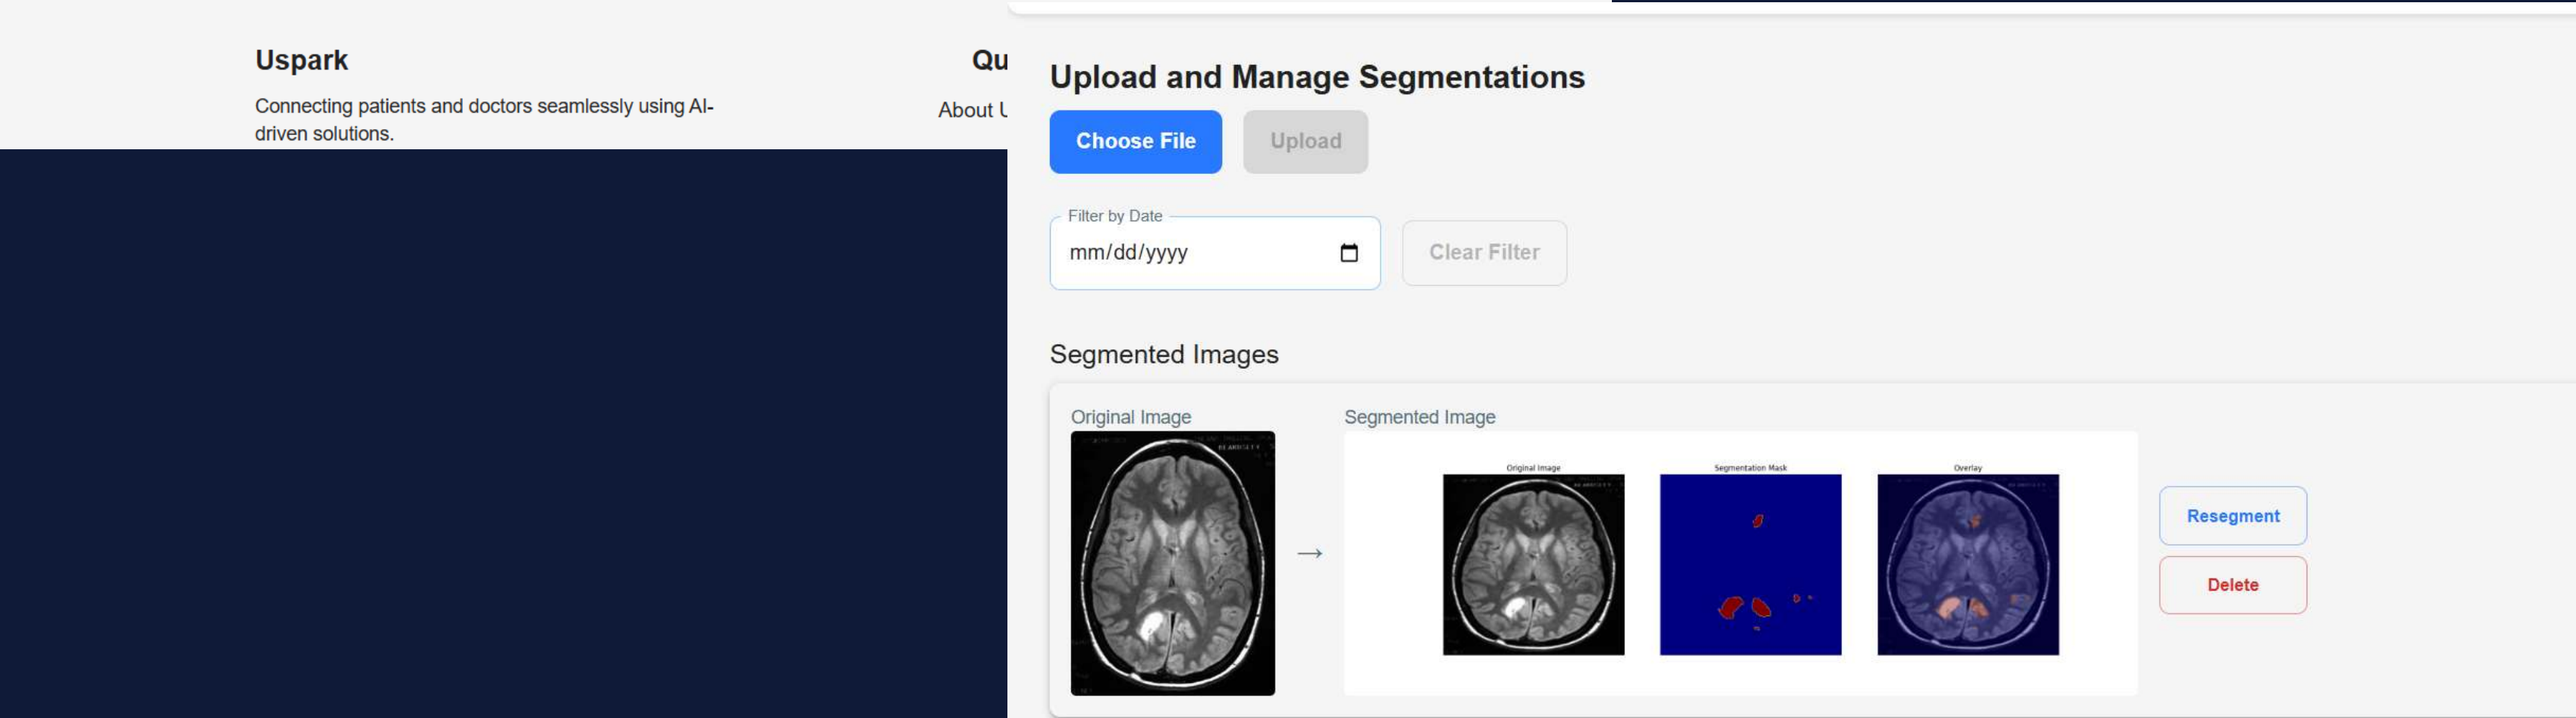 Uspark
Connecting patients and doctors seamlessly using AI-
driven solutions.
Qu
About U
Upload and Manage Segmentations
Choose File
Upload
Filter by Date
mm/dd/yyyy
Clear Filter
Segmented Images
Original Image
Segmented Image
Original Image
Segmentation Mask
Overlay
Resegment
Delete